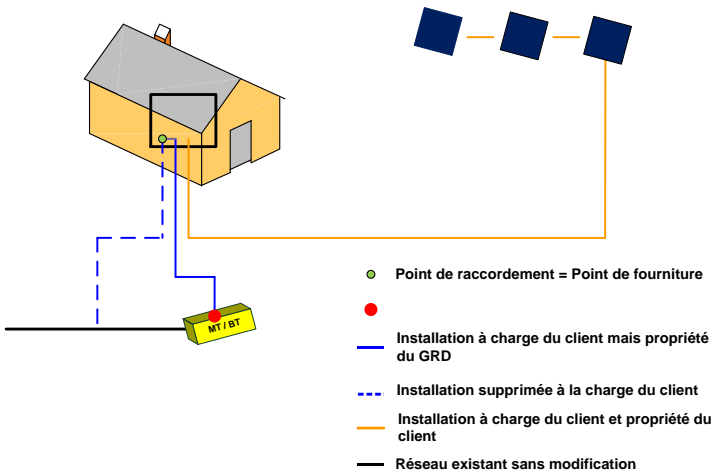 MT / BT
Point de raccordement = Point de fourniture
Installation à charge du client mais propriété
du GRD
Installation supprimée à la charge du client
Installation à charge du client et propriété du
client
Réseau existant sans modification